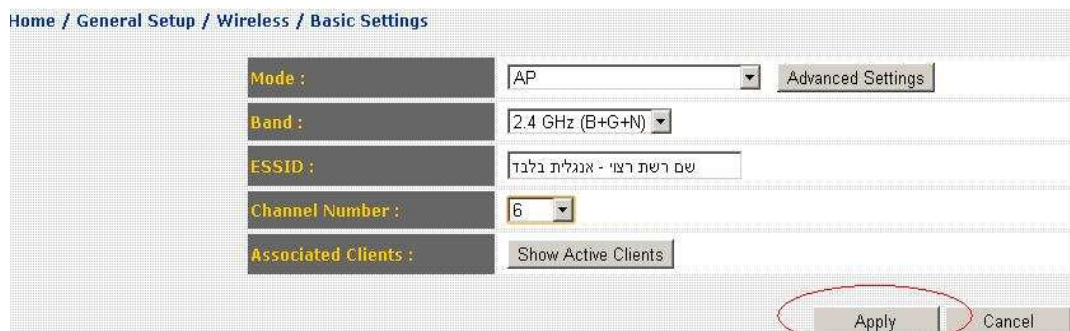 Home / General Setup / Wireless / Basic Settings
Mode : AP Advanced Settings
Band : 2.4 GHz (B+G+N)
ESSID : שם רשת רצוי - אנגלית בלבד
Channel Number : 6
Associated Clients : Show Active Clients
Apply Cancel